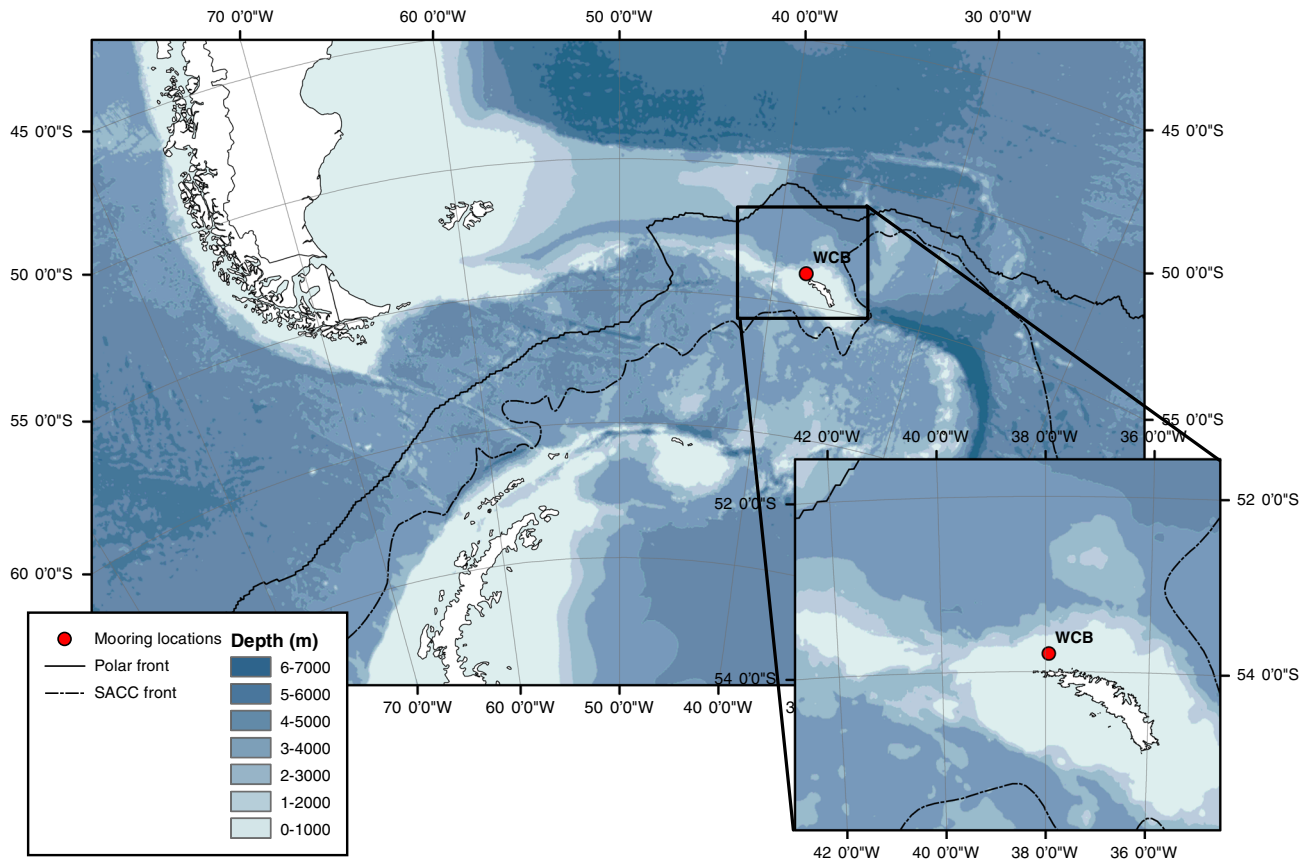 70 0'0"W 60 0'0"W 50 0'0"W 40 0'0"W 30 0'0"W
45 0'0"S 45 0'0"S
WCB
50 0'0"S 50 0'0"S
55 0'0"S 55 0'0"S
42 0'0"W 40 0'0"W 38 0'0"W 36 0'0"W
52 0'0"S 52 0'0"S
60 0'0"S
WCB
54 0'0"S 54 0'0"S
70 0'0"W 60 0'0"W 50 0'0"W 40 0'0"W 3
42 0'0"W 40 0'0"W 38 0'0"W 36 0'0"W
Mooring locations
Polar front
SACC front
Depth (m)
6-7000
5-6000
4-5000
3-4000
2-3000
1-2000
0-1000